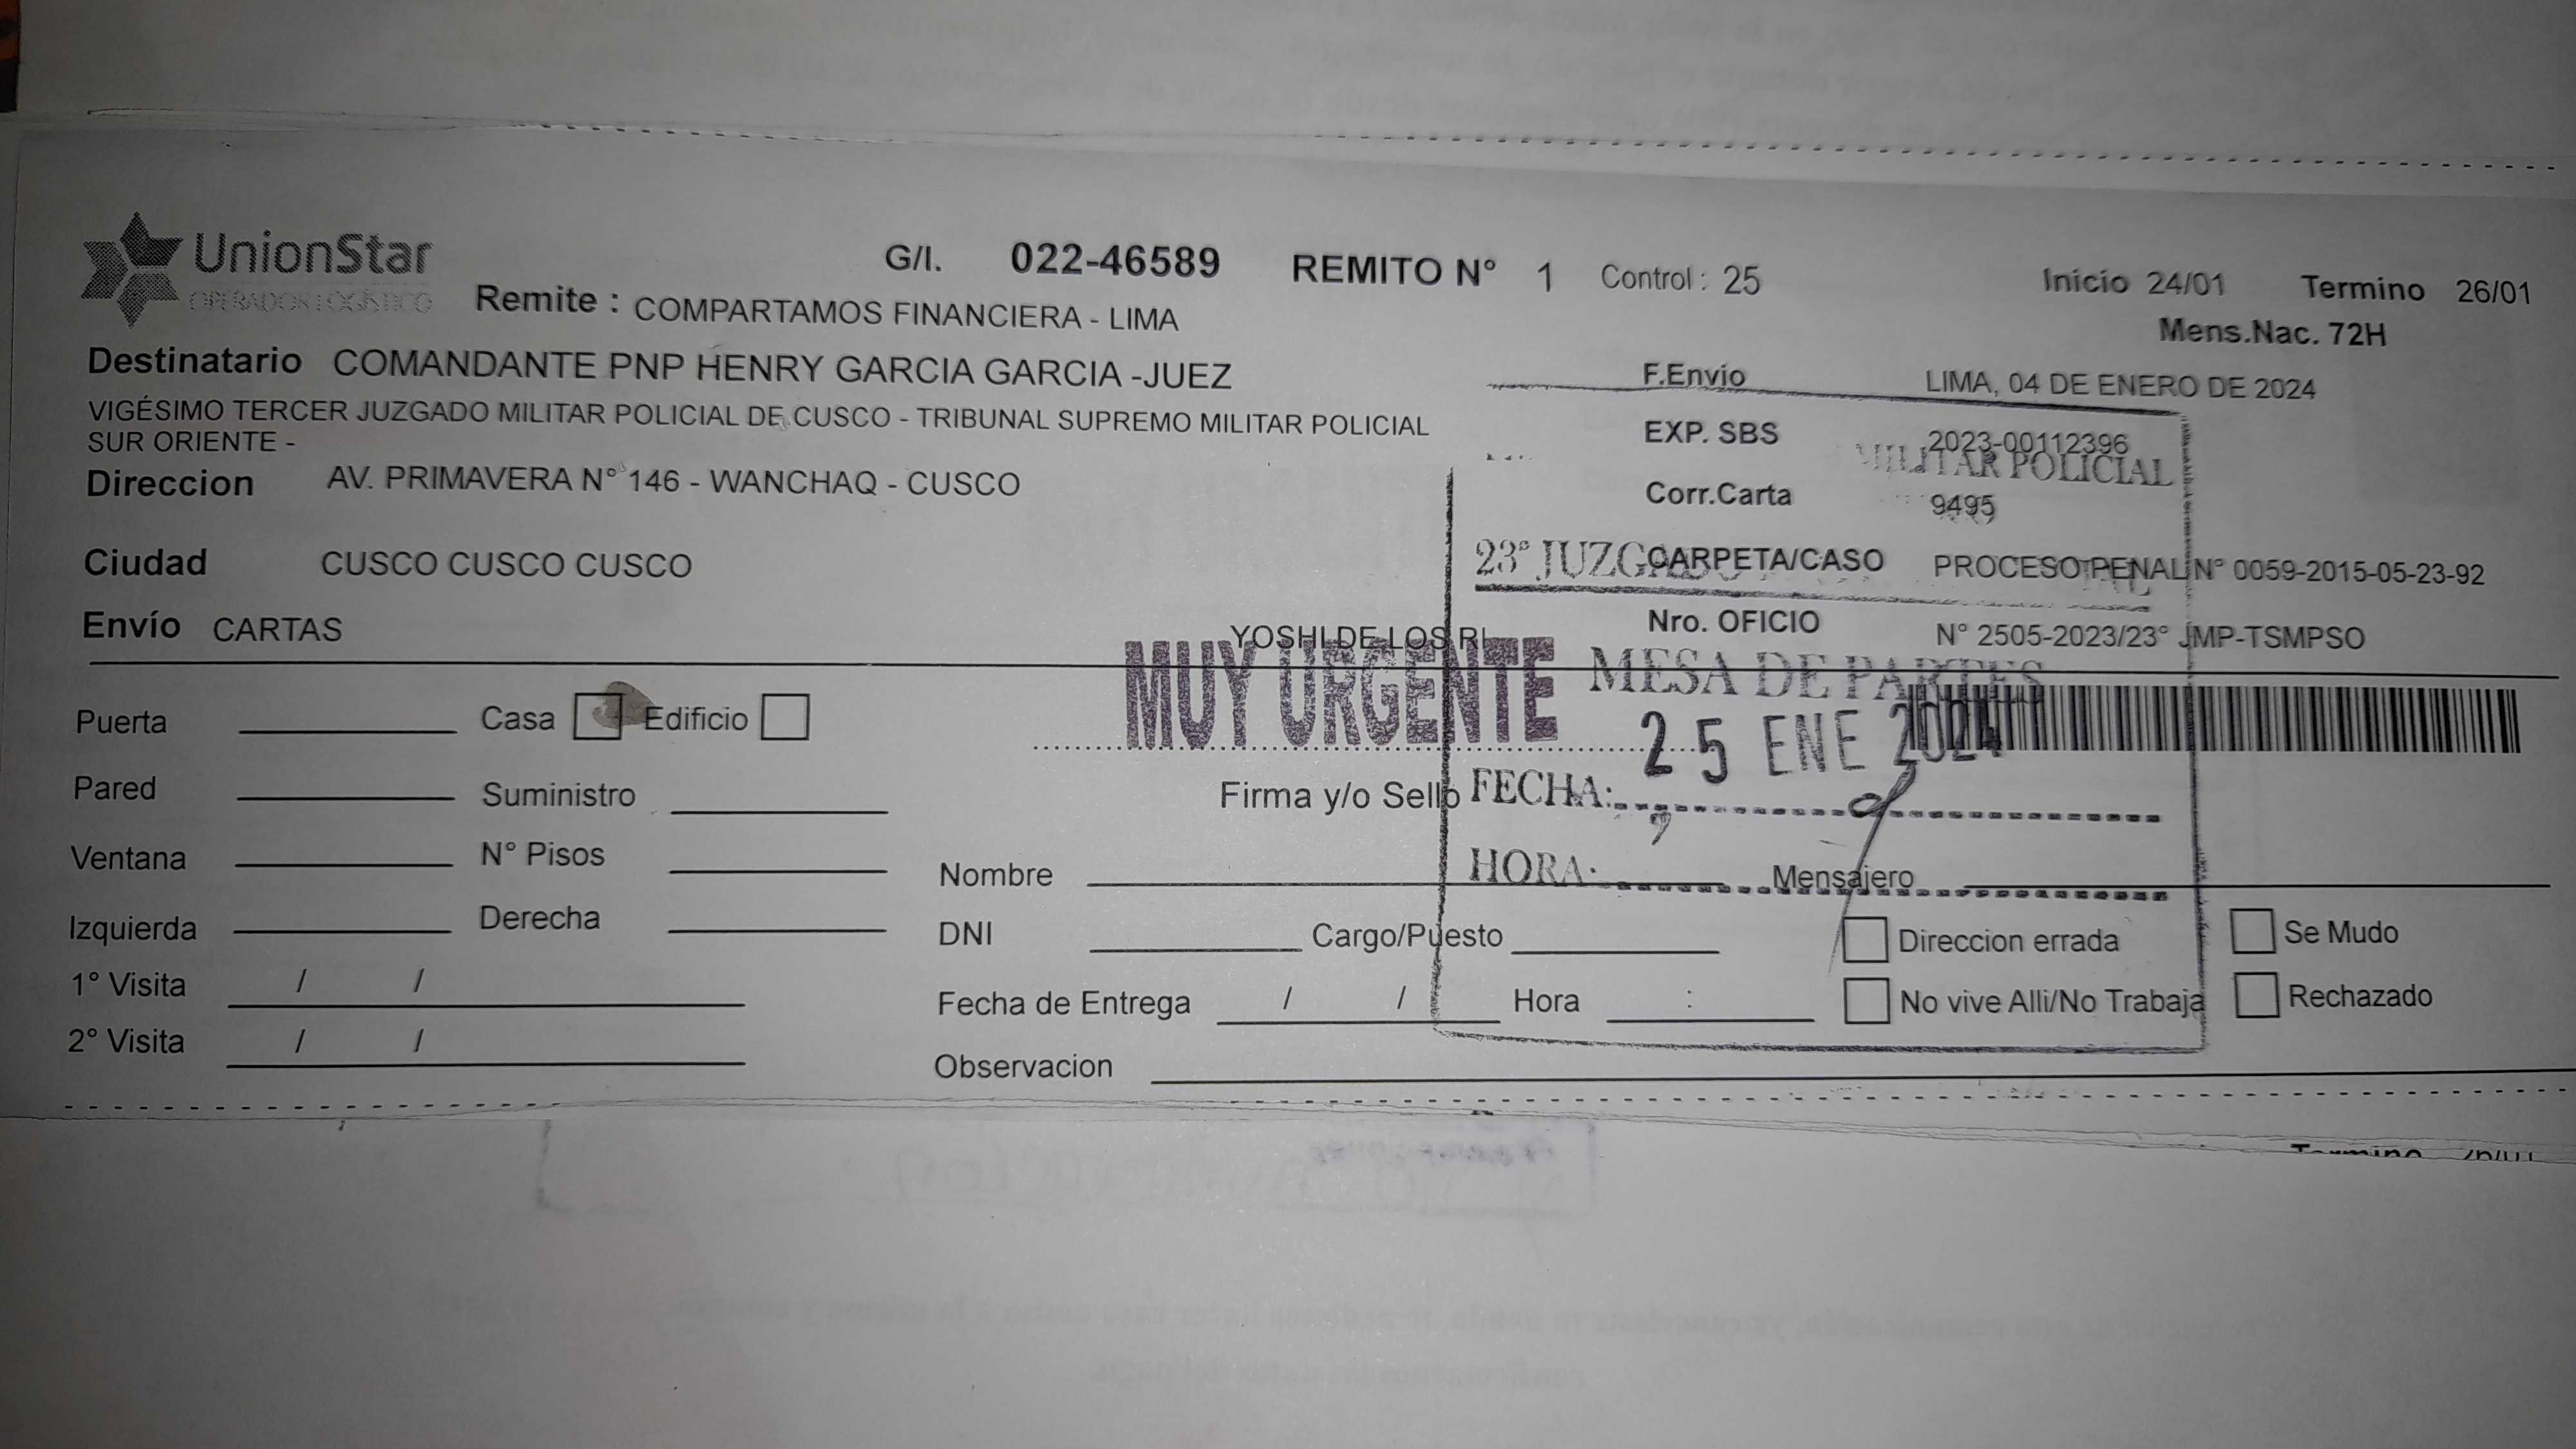 UnionStar
OPERADOR LOGÍSTICO
G/I. 022-46589 REMITO N° 1 Control : 25 Inicio 24/01 Termino 26/01
Remite : COMPARTAMOS FINANCIERA - LIMA
Mens.Nac. 72H
Destinatario COMANDANTE PNP HENRY GARCIA GARCIA -JUEZ
F.Envio LIMA, 04 DE ENERO DE 2024
VIGÉSIMO TERCER JUZGADO MILITAR POLICIAL DE CUSCO - TRIBUNAL SUPREMO MILITAR POLICIAL
SUR ORIENTE -
EXP. SBS 2023-00112396
MILITAR POLICIAL
Direccion AV. PRIMAVERA N° 146 - WANCHAQ - CUSCO
Corr.Carta 9495
Ciudad CUSCO CUSCO CUSCO
23° JUZG
CARPETA/CASO PROCESO PENAL N° 0059-2015-05-23-92
Envío CARTAS
YOSHI DE LOS RI
Nro. OFICIO N° 2505-2023/23° JMP-TSMPSO
MUY URGENTE
MESA DE PARTES
25 ENE 2024
Puerta Casa Edificio
Pared Suministro
Firma y/o Sello
FECHA:
Ventana N° Pisos
HORA:
Nombre Mensajero
Izquierda Derecha
DNI Cargo/Puesto Direccion errada Se Mudo
1° Visita / /
Fecha de Entrega / / Hora : No vive Alli/No Trabaja Rechazado
2° Visita / /
Observacion
Termino 26/01